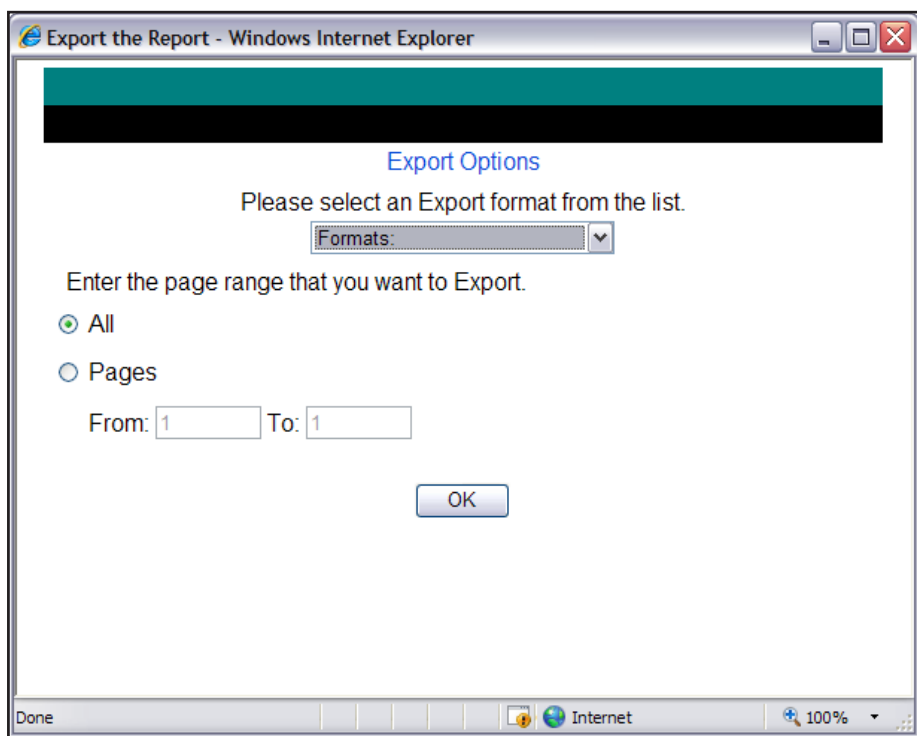 Export the Report - Windows Internet Explorer
Export Options
Please select an Export format from the list.
Formats:
Enter the page range that you want to Export.
All
Pages
From: 1 To: 1
OK
Done Internet 100%